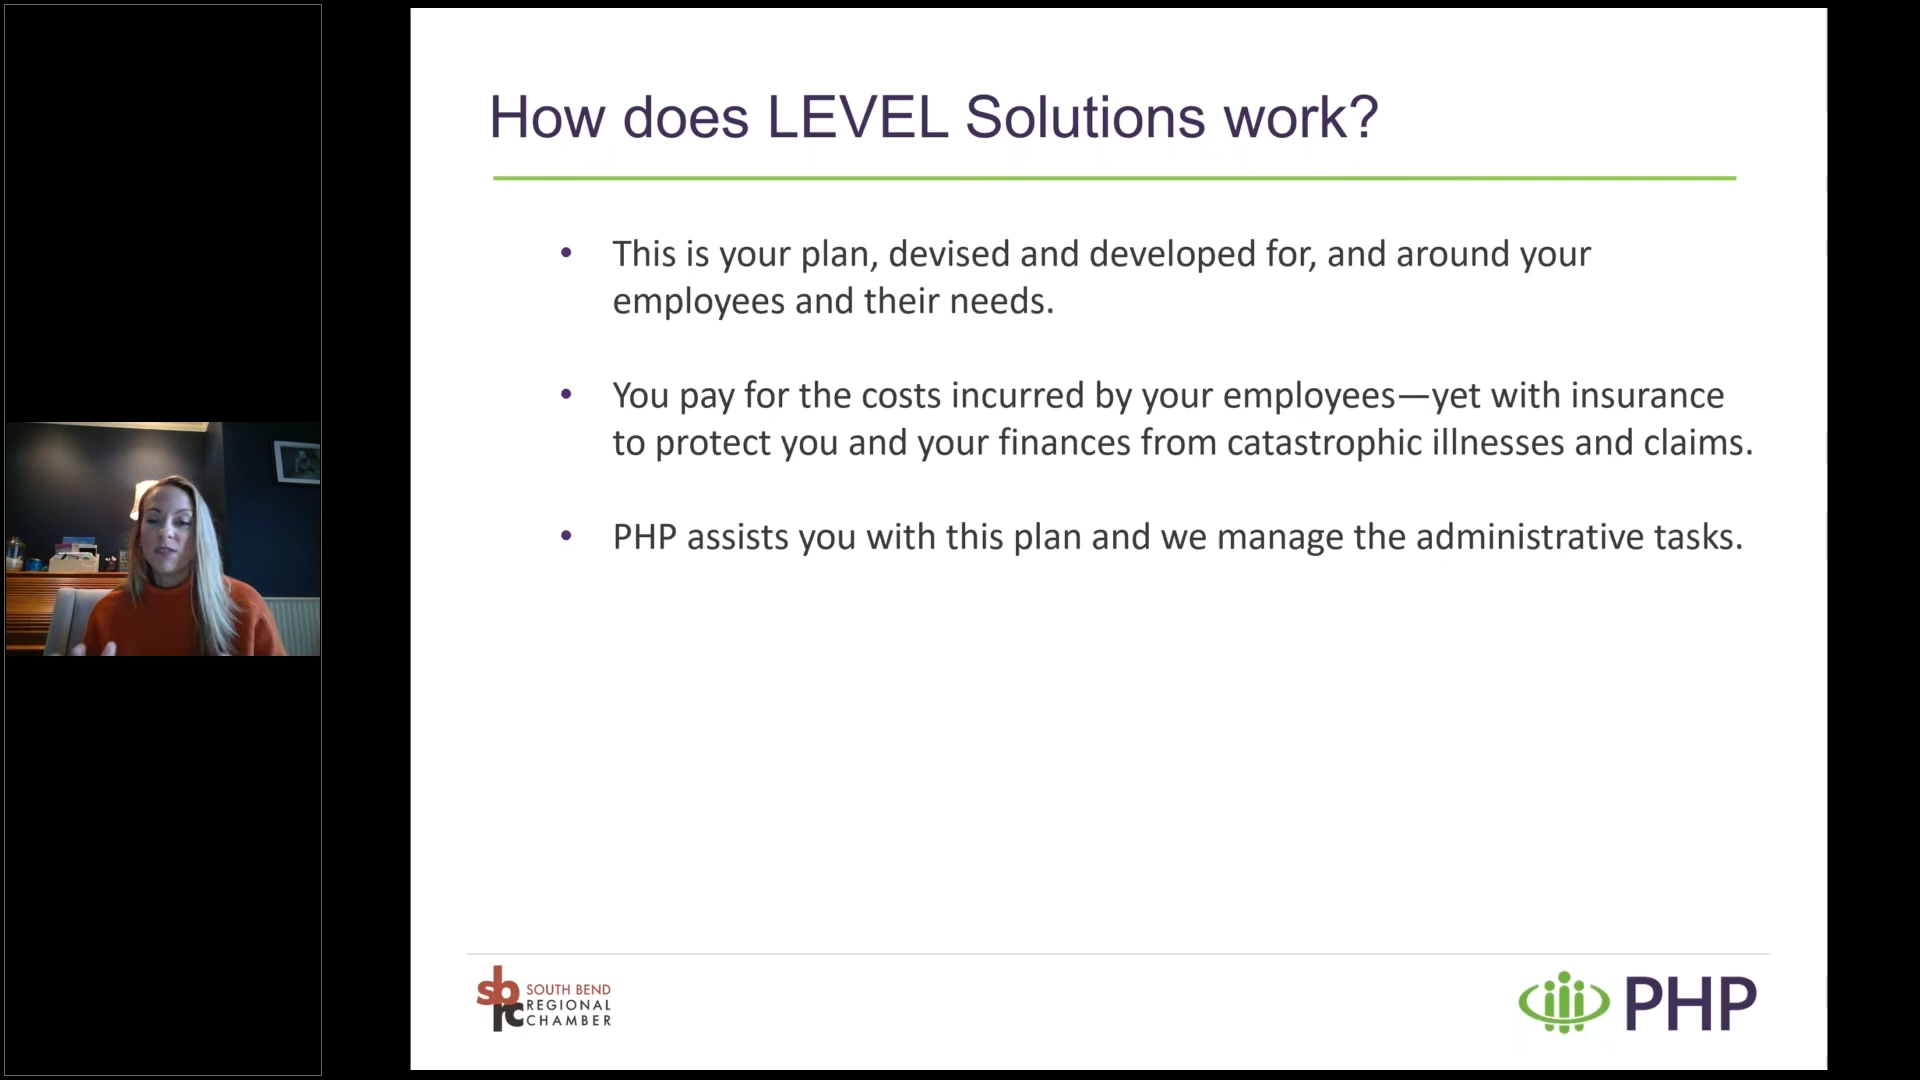 How does LEVEL Solutions work?
• This is your plan, devised and developed for, and around your
employees and their needs.
• You pay for the costs incurred by your employees—yet with insurance
to protect you and your finances from catastrophic illnesses and claims.
• PHP assists you with this plan and we manage the administrative tasks.
sbrc
SOUTH BEND
REGIONAL
CHAMBER
PHP